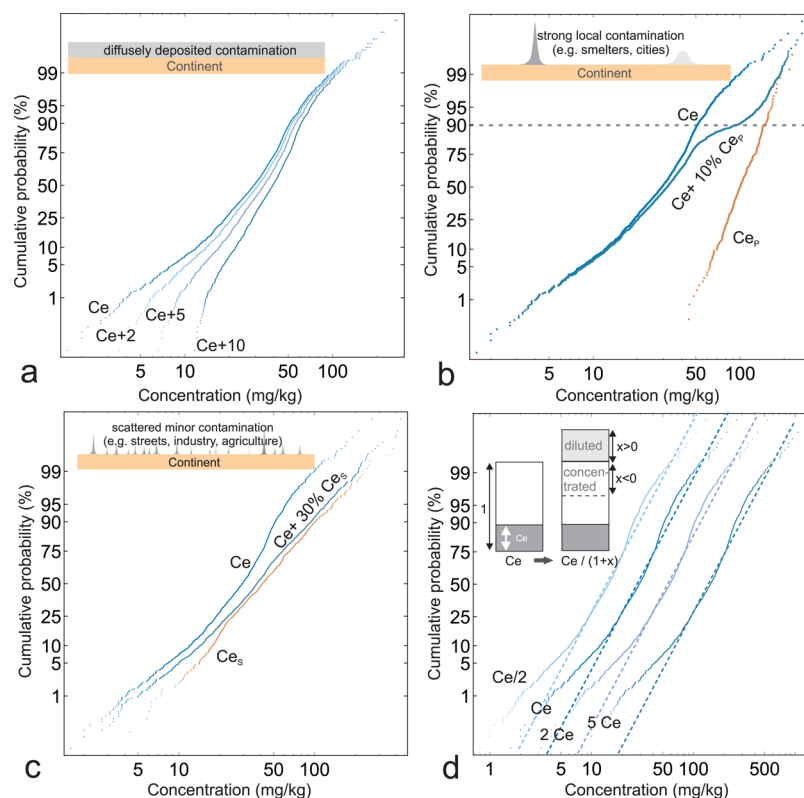 diffusely deposited contamination
Continent
Cumulative probability (%)
99
95
90
75
50
25
10
5
1
Ce
Ce+2
Ce+5
Ce+10
5
10
50
100
Concentration (mg/kg)
a
strong local contamination
(e.g. smelters, cities)
Continent
Cumulative probability (%)
99
95
90
75
50
25
10
5
1
Ce
Ce+ 10% CeP
CeP
5
10
50
100
Concentration (mg/kg)
b
scattered minor contamination
(e.g. streets, industry, agriculture)
Continent
Cumulative probability (%)
99
95
90
75
50
25
10
5
1
Ce
Ce+ 30% CeS
CeS
5
10
50
100
Concentration (mg/kg)
c
Cumulative probability (%)
99
95
90
75
50
25
10
5
1
1
Ce
Ce
diluted
x>0
concen-
trated
x<0
Ce / (1+x)
Ce/2
Ce
2 Ce
5 Ce
1
5
10
50
100
500
Concentration (mg/kg)
d